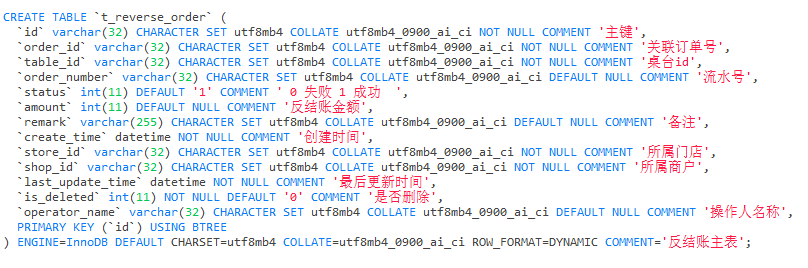 CREATE TABLE `t_reverse_order` (
  `id` varchar(32) CHARACTER SET utf8mb4 COLLATE utf8mb4_0900_ai_ci NOT NULL COMMENT '主键',
  `order_id` varchar(32) CHARACTER SET utf8mb4 COLLATE utf8mb4_0900_ai_ci NOT NULL COMMENT '关联订单号',
  `table_id` varchar(32) CHARACTER SET utf8mb4 COLLATE utf8mb4_0900_ai_ci NOT NULL COMMENT '桌台id',
  `order_number` varchar(32) CHARACTER SET utf8mb4 COLLATE utf8mb4_0900_ai_ci DEFAULT NULL COMMENT '流水号',
  `status` int(11) DEFAULT '1' COMMENT ' 0 失败 1 成功  ',
  `amount` int(11) DEFAULT NULL COMMENT '反结账金额',
  `remark` varchar(255) CHARACTER SET utf8mb4 COLLATE utf8mb4_0900_ai_ci DEFAULT NULL COMMENT '备注',
  `create_time` datetime NOT NULL COMMENT '创建时间',
  `store_id` varchar(32) CHARACTER SET utf8mb4 COLLATE utf8mb4_0900_ai_ci NOT NULL COMMENT '所属门店',
  `shop_id` varchar(32) CHARACTER SET utf8mb4 COLLATE utf8mb4_0900_ai_ci NOT NULL COMMENT '所属商户',
  `last_update_time` datetime NOT NULL COMMENT '最后更新时间',
  `is_deleted` int(11) NOT NULL DEFAULT '0' COMMENT '是否删除',
  `operator_name` varchar(32) CHARACTER SET utf8mb4 COLLATE utf8mb4_0900_ai_ci DEFAULT NULL COMMENT '操作人名称',
  PRIMARY KEY (`id`) USING BTREE
) ENGINE=InnoDB DEFAULT CHARSET=utf8mb4 COLLATE=utf8mb4_0900_ai_ci ROW_FORMAT=DYNAMIC COMMENT='反结账主表';